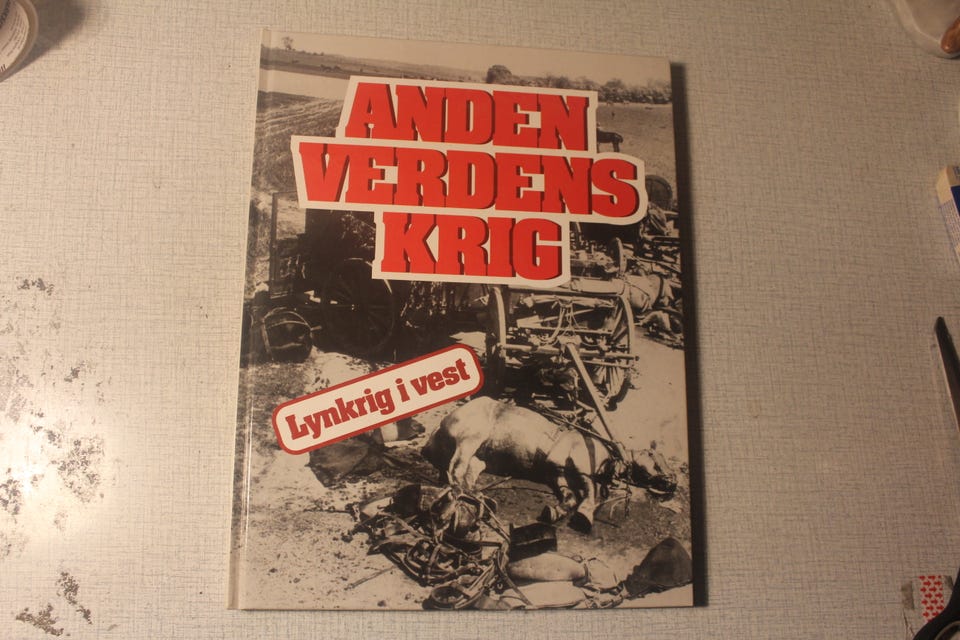 ANDEN
VERDENS
KRIG
Lynkrig i vest